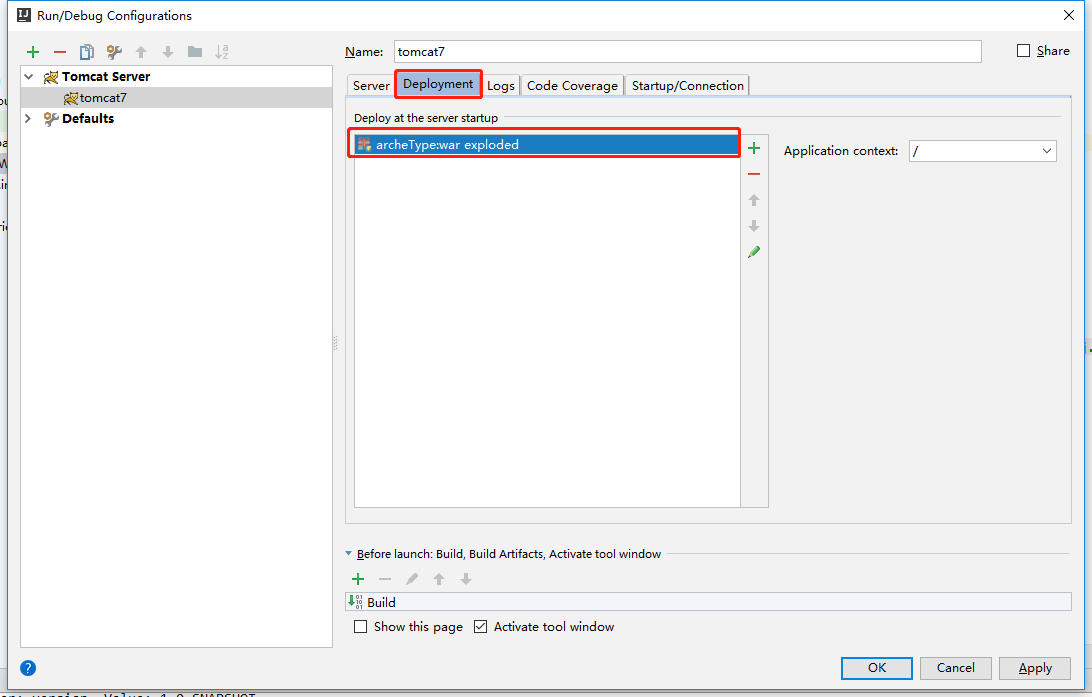 Run/Debug Configurations
Name: tomcat7
Share
Tomcat Server
tomcat7
Defaults
Server
Deployment
Logs
Code Coverage
Startup/Connection
Deploy at the server startup
archeType:war exploded
Application context: /
Before launch: Build, Build Artifacts, Activate tool window
Build
Show this page
Activate tool window
?
OK
Cancel
Apply